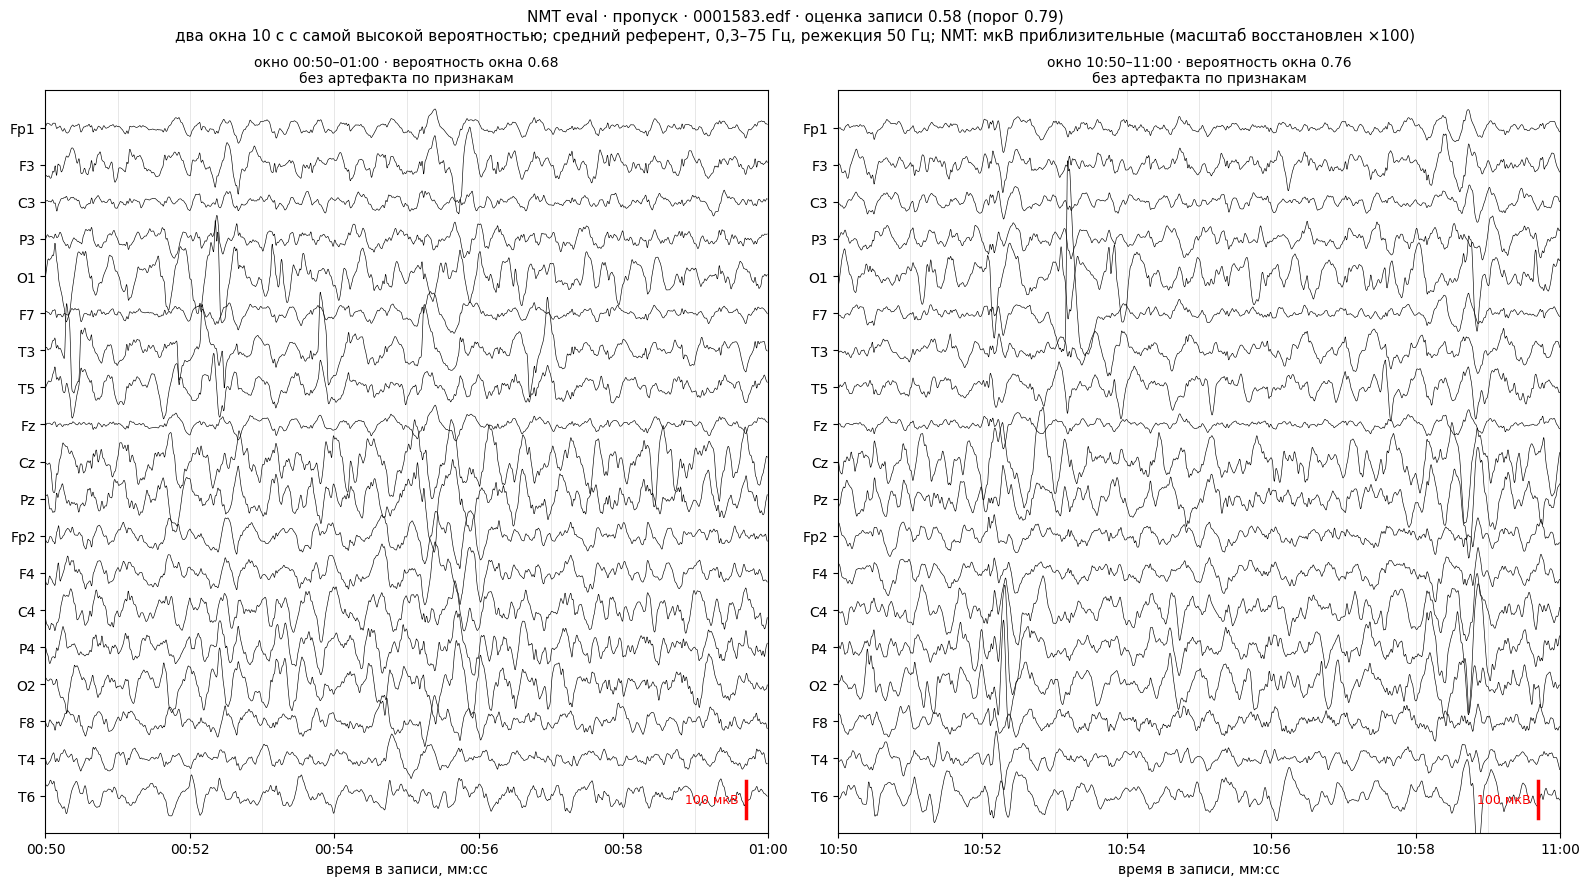 NMT eval · пропуск · 0001583.edf · оценка записи 0.58 (порог 0.79)
два окна 10 с с самой высокой вероятностью; средний референт, 0,3–75 Гц, режекция 50 Гц; NMT: мкВ приблизительные (масштаб восстановлен ×100)
окно 00:50–01:00 · вероятность окна 0.68
без артефакта по признакам
Fp1
F3
C3
P3
O1
F7
T3
T5
Fz
Cz
Pz
Fp2
F4
C4
P4
O2
F8
T4
T6
100 мкВ
00:50
00:52
00:54
00:56
00:58
01:00
время в записи, мм:сс
окно 10:50–11:00 · вероятность окна 0.76
без артефакта по признакам
Fp1
F3
C3
P3
O1
F7
T3
T5
Fz
Cz
Pz
Fp2
F4
C4
P4
O2
F8
T4
T6
100 мкВ
10:50
10:52
10:54
10:56
10:58
11:00
время в записи, мм:сс